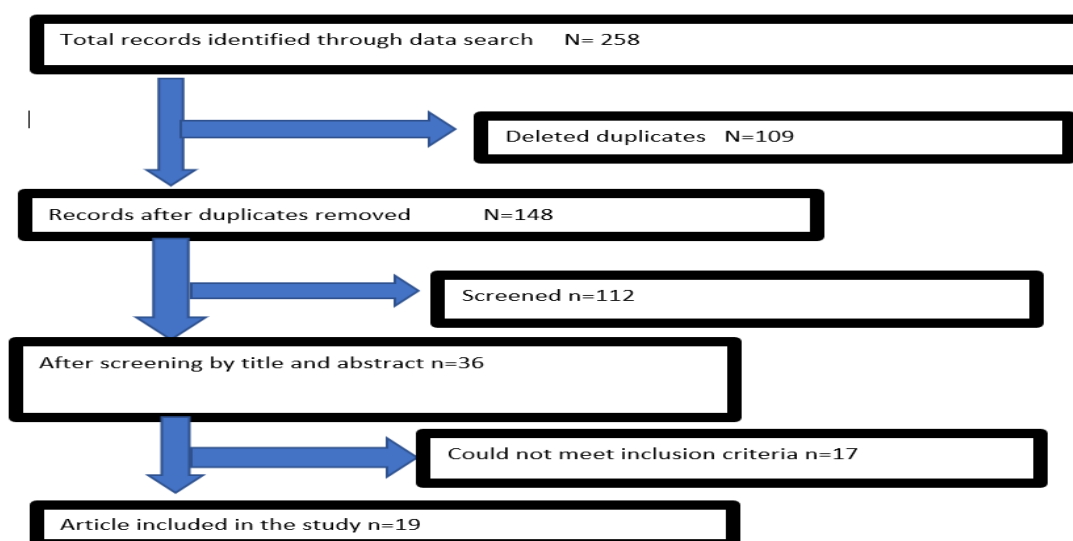 Total records identified through data search N= 258
Deleted duplicates N=109
Records after duplicates removed N=148
Screened n=112
After screening by title and abstract n=36
Could not meet inclusion criteria n=17
Article included in the study n=19